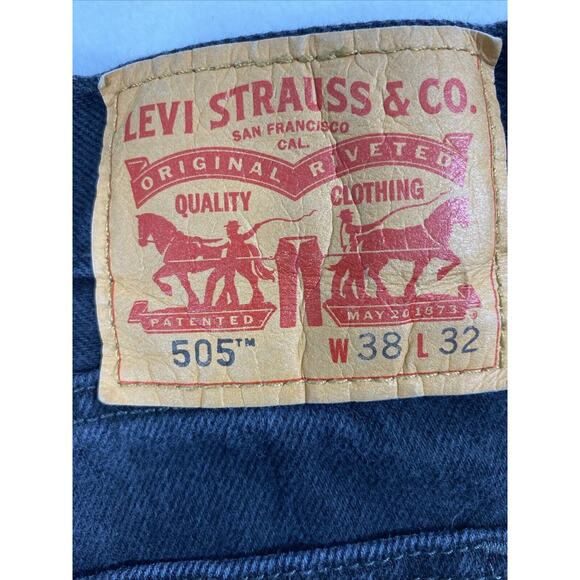 LEVI STRAUSS & CO.
SAN FRANCISCO
CAL.
ORIGINAL RIVETED
QUALITY CLOTHING
PATENTED MAY 20 1873
505™ W 38 L 32